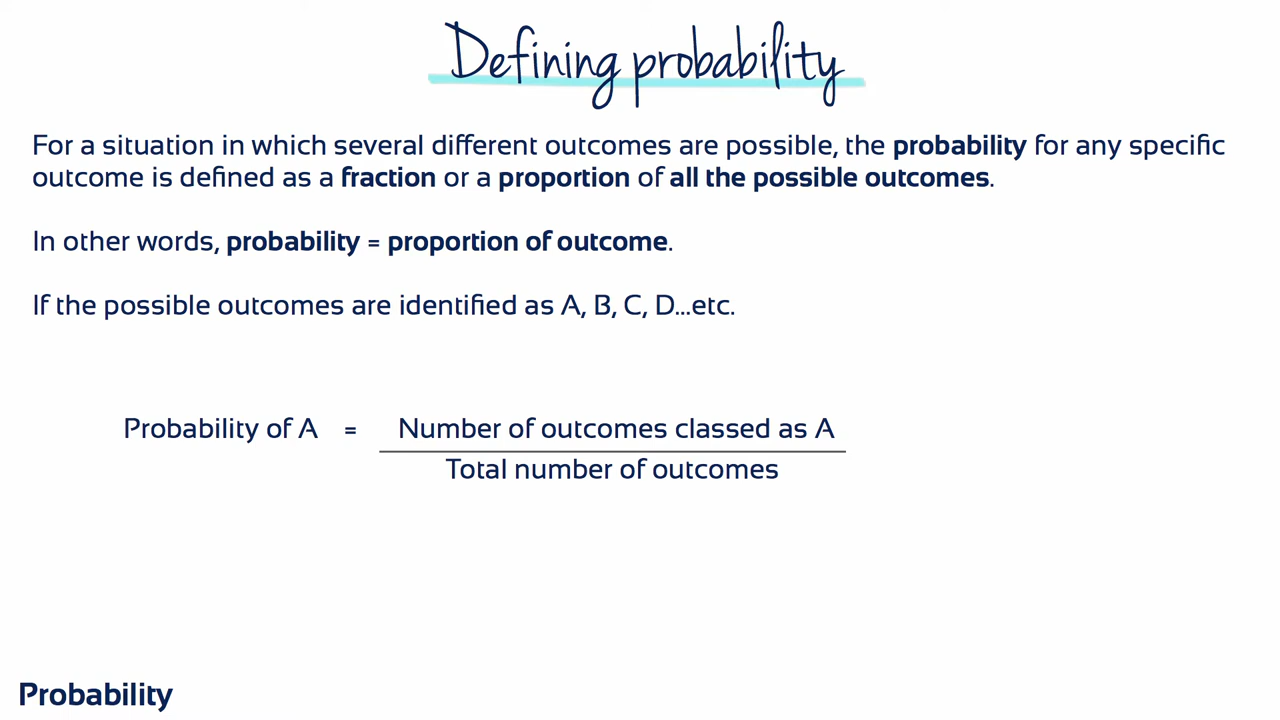 Defining probability
For a situation in which several different outcomes are possible, the probability for any specific
outcome is defined as a fraction or a proportion of all the possible outcomes.
In other words, probability = proportion of outcome.
If the possible outcomes are identified as A, B, C, D...etc.
Probability of A = Number of outcomes classed as A
Total number of outcomes
Probability